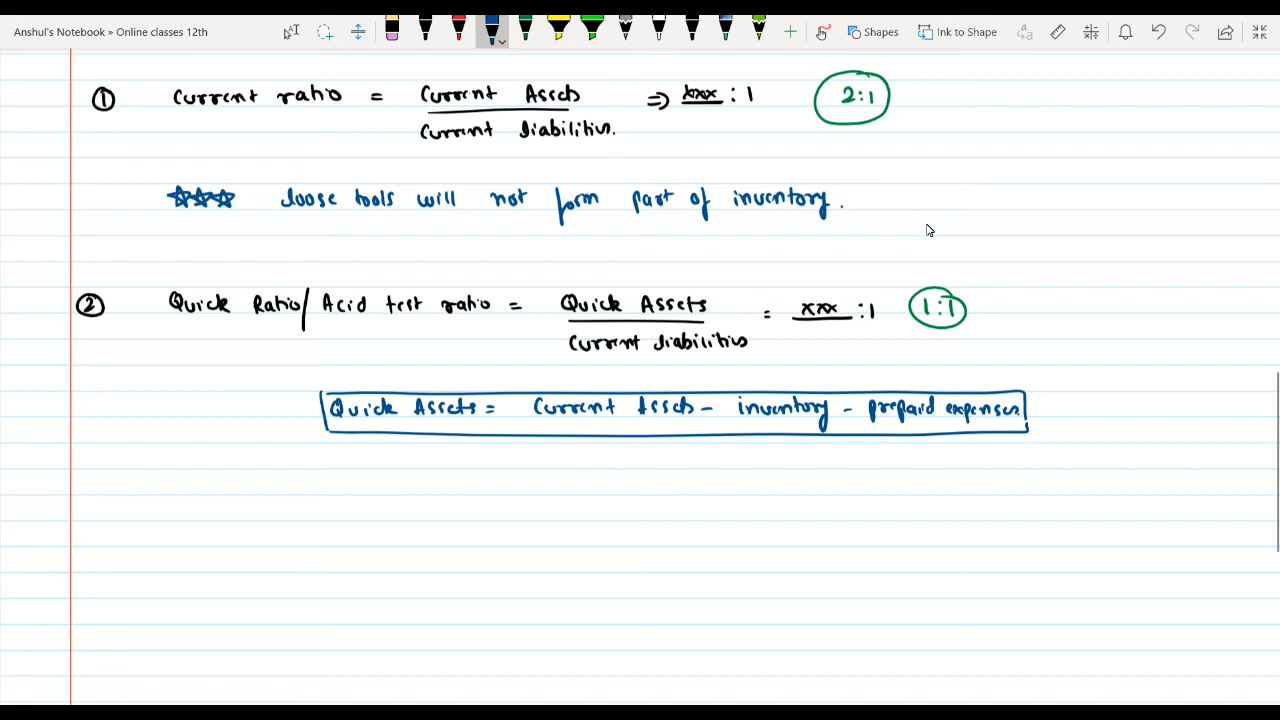 Anshul's Notebook » Online classes 12th
Shapes
Ink to Shape
① Current ratio = Current Assets / Current liabilities. ⇒ xxx : 1 2:1
☆☆☆ loose tools will not form part of inventory.
② Quick Ratio/ Acid test ratio = Quick Assets / Current liabilities = xxx : 1 1:1
Quick Assets = Current Assets - inventory - prepaid expenses